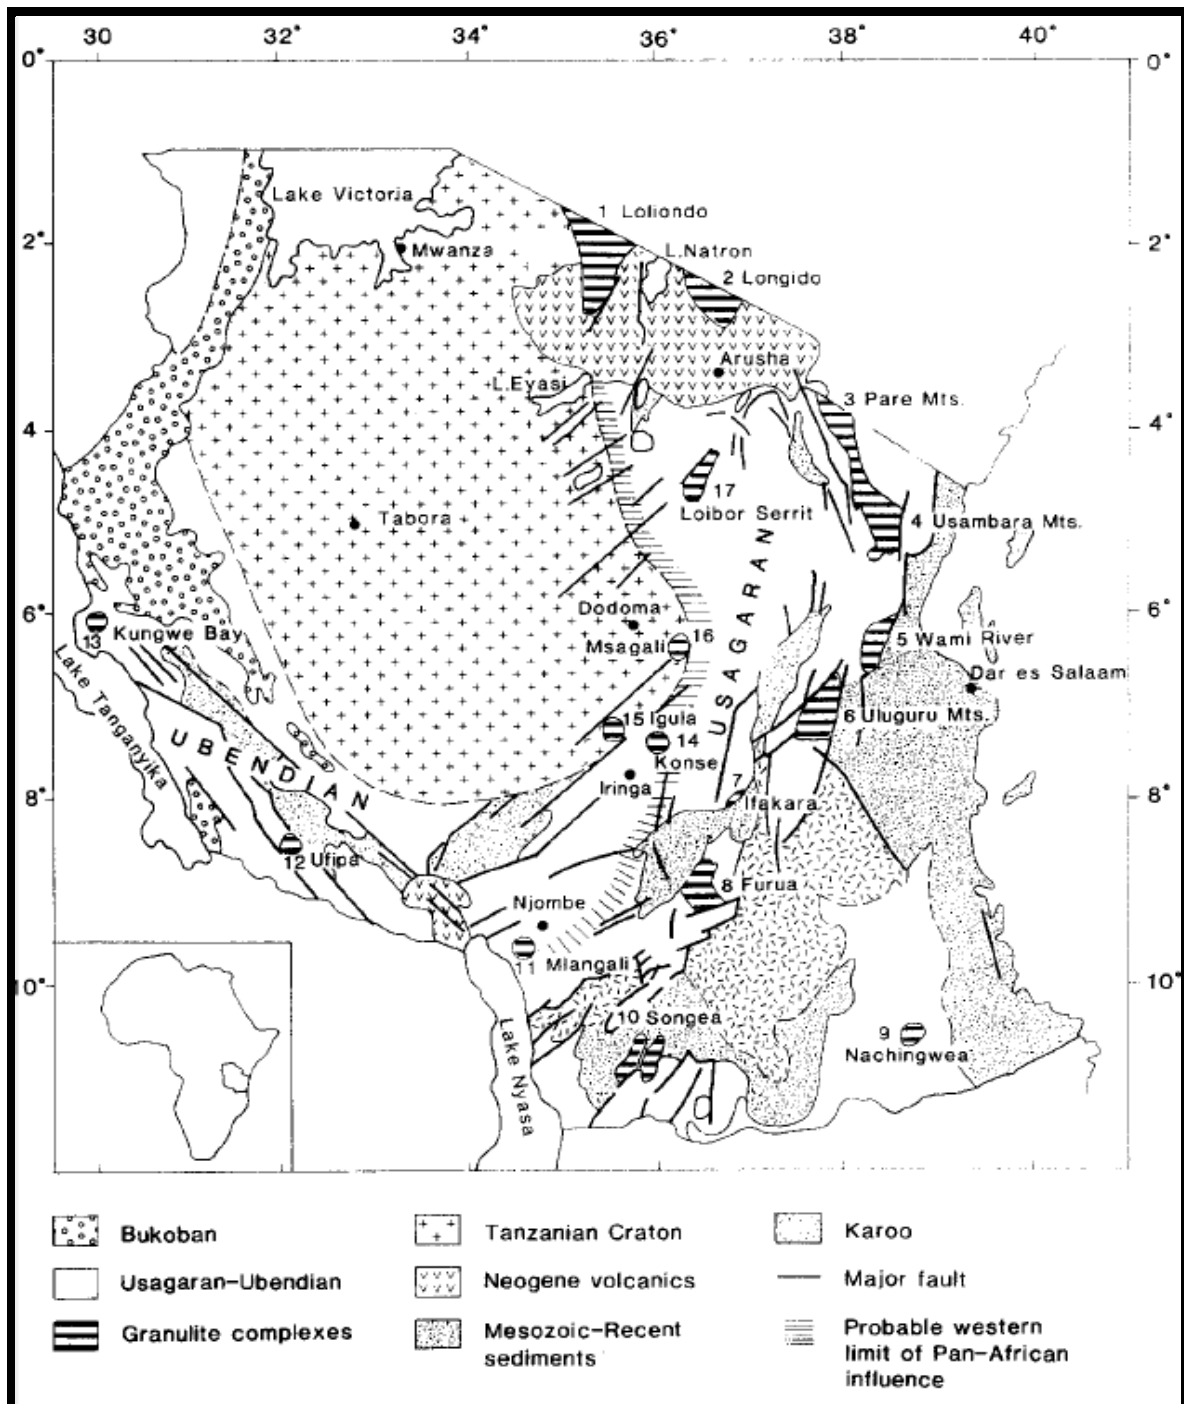 30 32° 34° 36° 38° 40°
0° 0°
Lake Victoria
1 Loliondo
2° Mwanza L.Natron 2°
2 Longido
Arusha
L.Eyasi
3 Pare Mts.
4 4°
17
Loibor Serrit
Tabora
4 Usambara Mts.
USAGARAN
Dodoma
6° 6°
16
Msagali
13
Kungwe Bay
5 Wami River
Dar es Salaam
Lake Tanganyika
15 Igula
6 Uluguru Mts.
14
Konse
UBENDIAN
Iringa
7
Ifakara
8° 8°
12 Ufipa
8 Furua
Njombe
11 Mlangali
10° 10°
10 Songea
Lake Nyasa
9
Nachingwea
Bukoban
Tanzanian Craton
Karoo
Usagaran-Ubendian
Neogene volcanics
Major fault
Granulite complexes
Mesozoic-Recent
sediments
Probable western
limit of Pan-African
influence